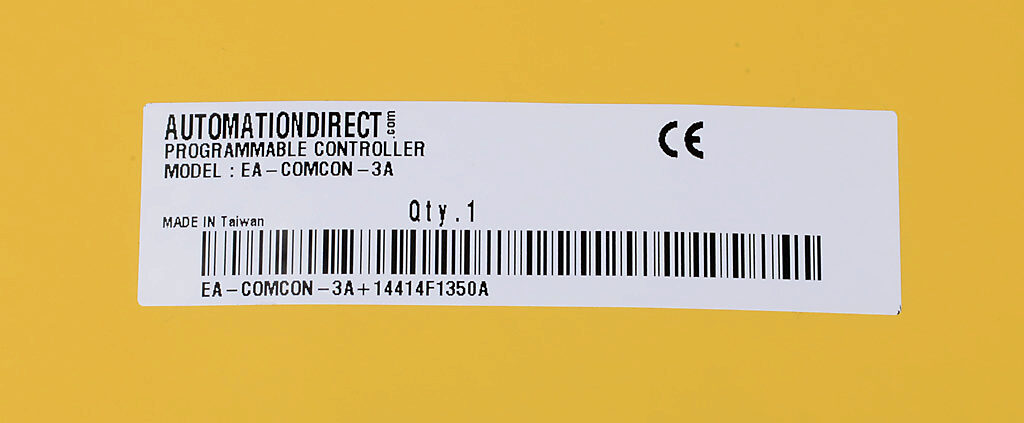 AUTOMATIONDIRECT.com
CE
PROGRAMMABLE CONTROLLER
MODEL : EA-COMCON-3A
Qty.1
MADE IN Taiwan
EA-COMCON-3A+14414F1350A